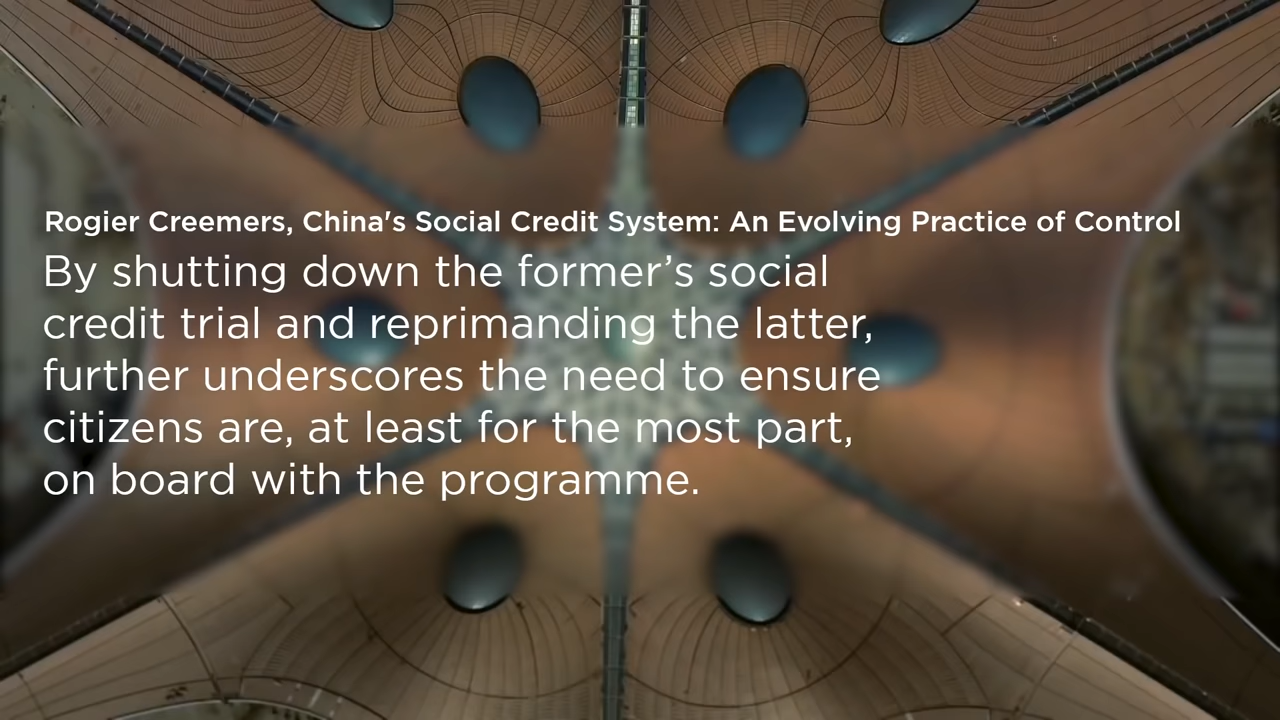 Rogier Creemers, China's Social Credit System: An Evolving Practice of Control
By shutting down the former’s social
credit trial and reprimanding the latter,
further underscores the need to ensure
citizens are, at least for the most part,
on board with the programme.